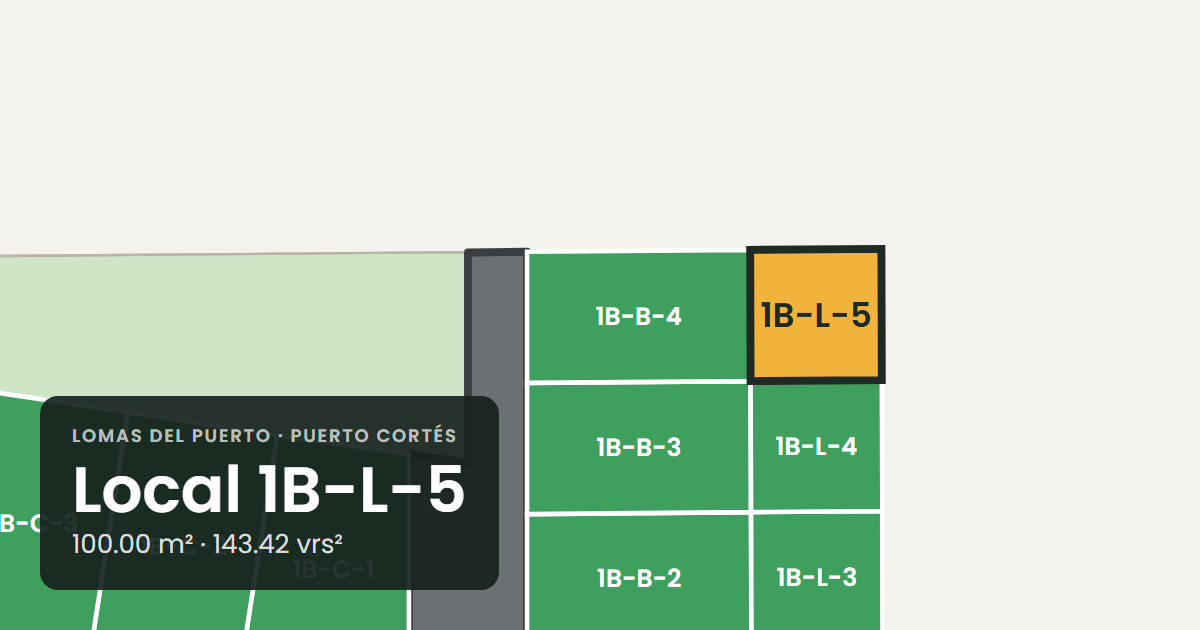 1B-B-4
1B-L-5
1B-B-3
1B-L-4
1B-B-2
1B-L-3
LOMAS DEL PUERTO · PUERTO CORTÉS
Local 1B-L-5
100.00 m² · 143.42 vrs²
B-C-3
1B-C-1